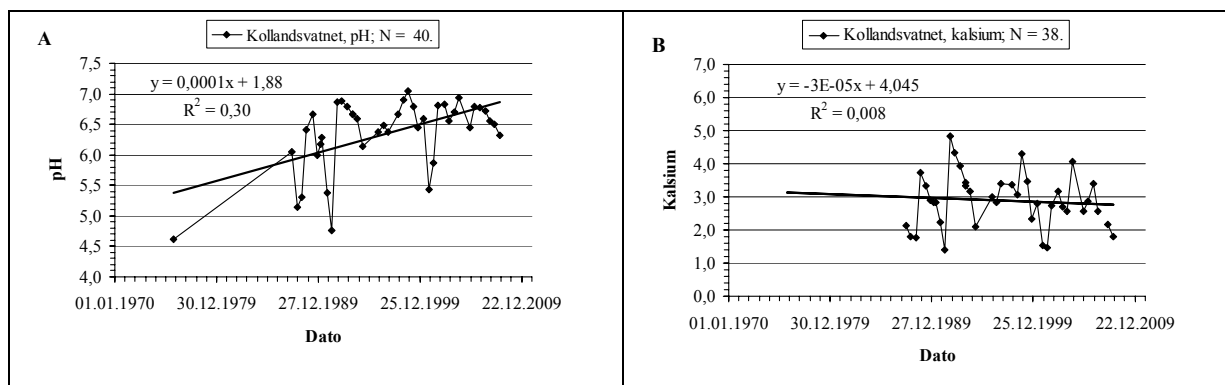 A
Kollandsvatnet, pH; N = 40.
y = 0,0001x + 1,88
R² = 0,30
pH
7,5
7,0
6,5
6,0
5,5
5,0
4,5
4,0
01.01.1970 30.12.1979 27.12.1989 25.12.1999 22.12.2009
Dato
B
Kollandsvatnet, kalsium; N = 38.
y = -3E-05x + 4,045
R² = 0,008
Kalsium
7,0
6,0
5,0
4,0
3,0
2,0
1,0
0,0
01.01.1970 30.12.1979 27.12.1989 25.12.1999 22.12.2009
Dato